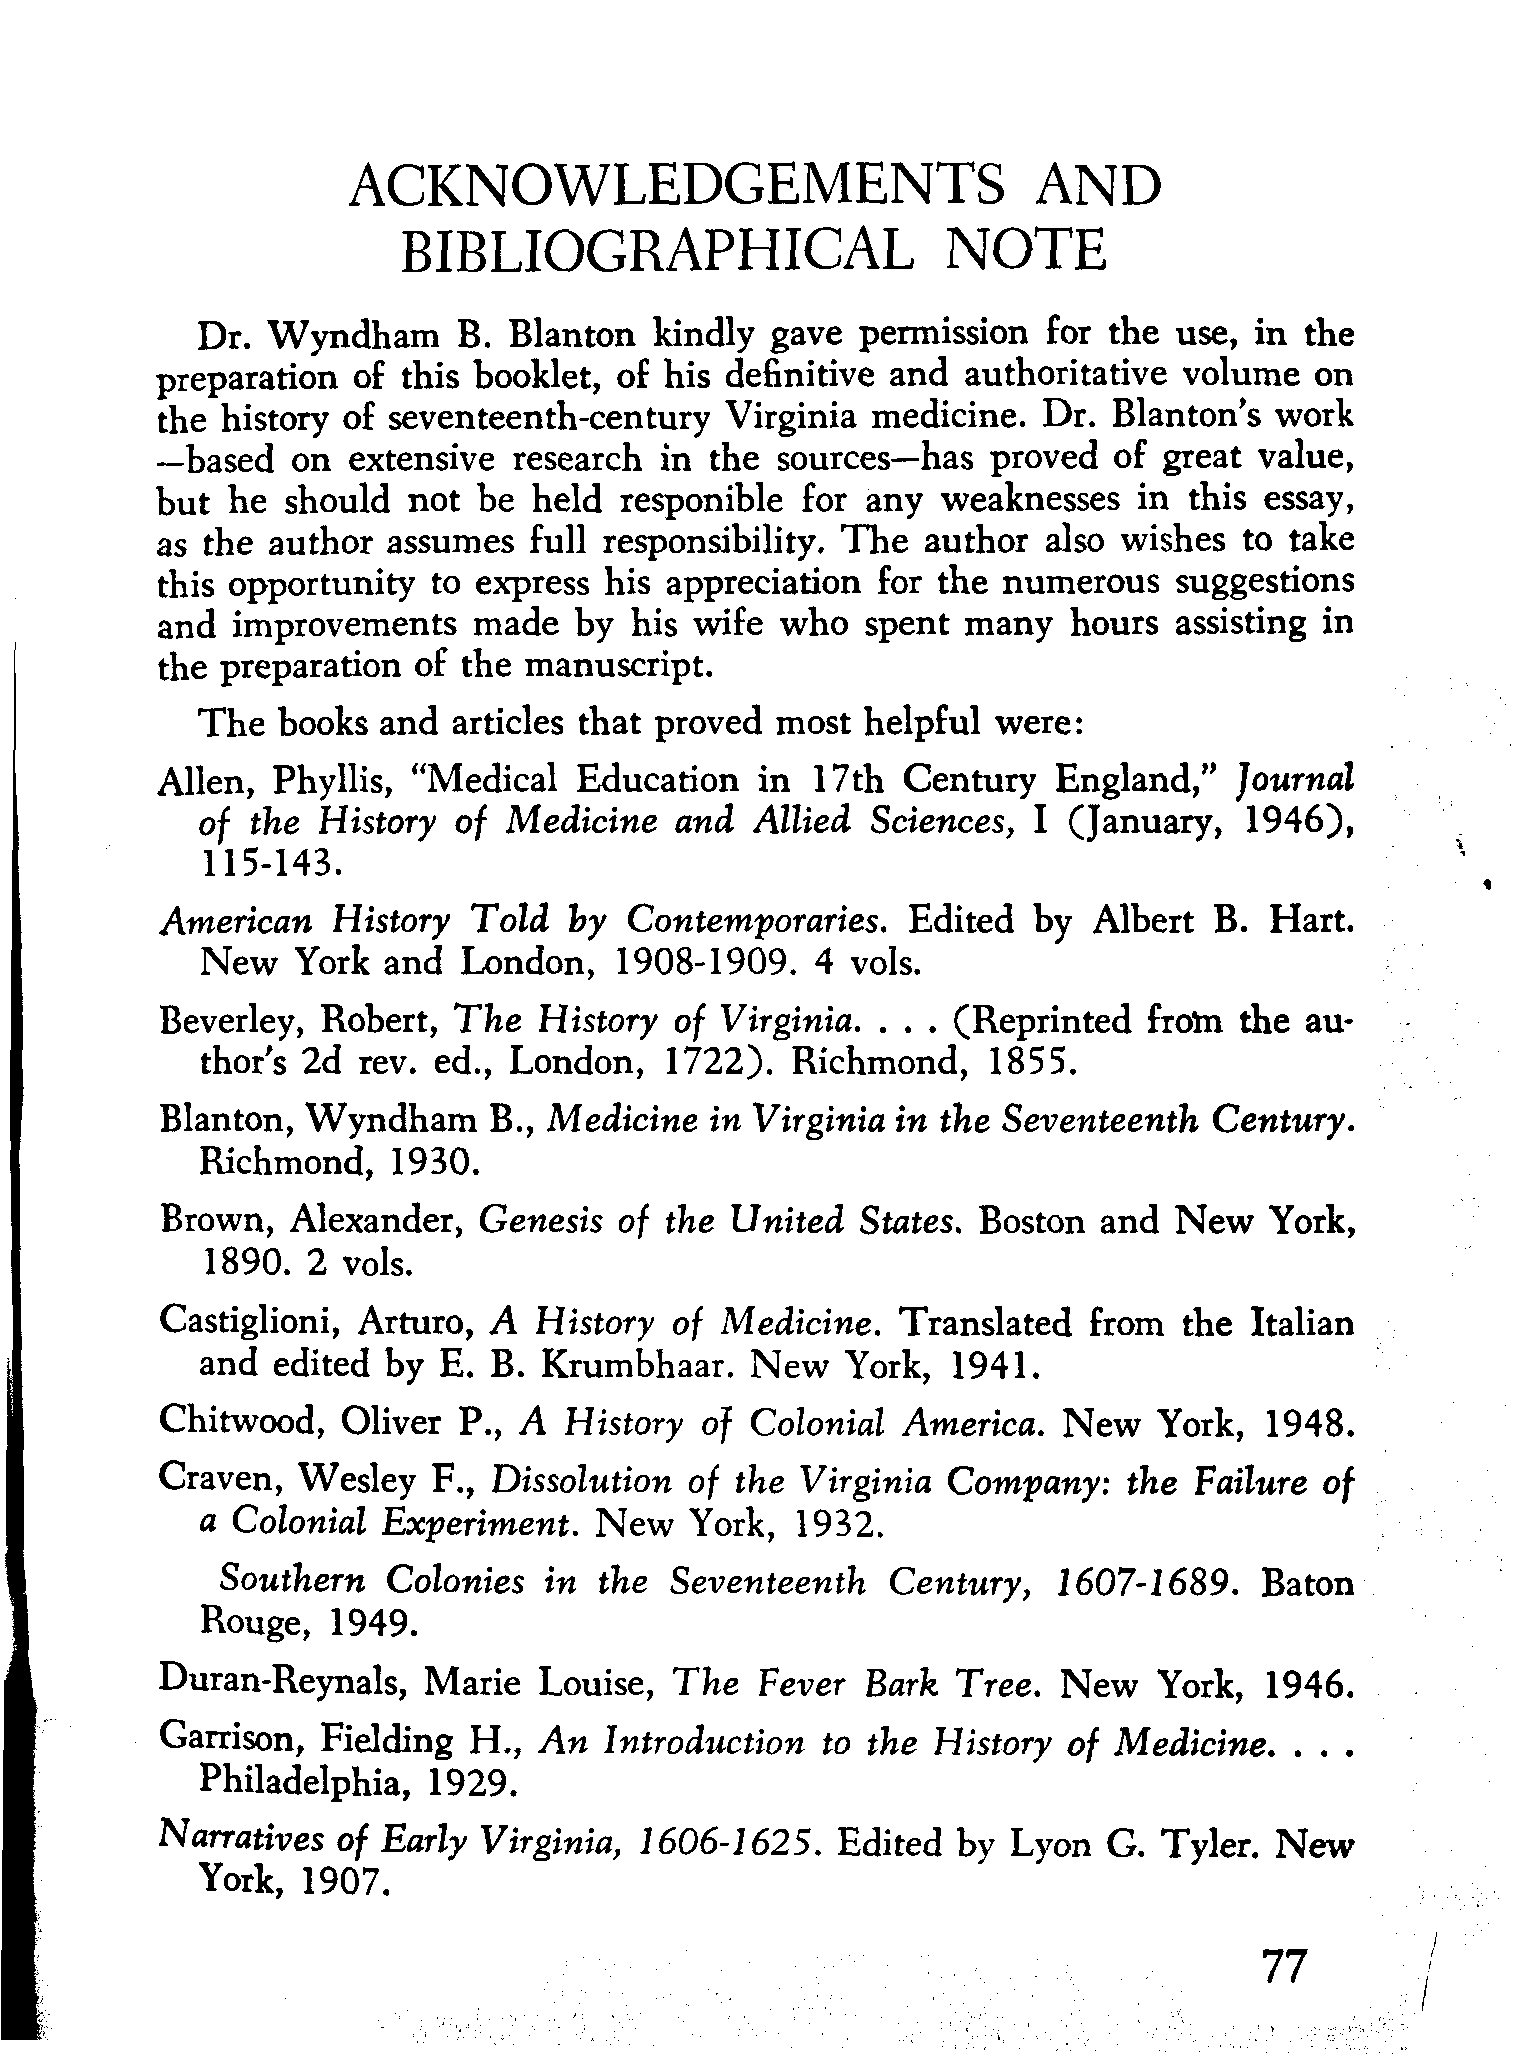 ACKNOWLEDGEMENTS AND
BIBLIOGRAPHICAL NOTE
Dr. Wyndham B. Blanton kindly gave permission for the use, in the
preparation of this booklet, of his definitive and authoritative volume on
the history of seventeenth-century Virginia medicine. Dr. Blanton's work
—based on extensive research in the sources—has proved of great value,
but he should not be held responible for any weaknesses in this essay,
as the author assumes full responsibility. The author also wishes to take
this opportunity to express his appreciation for the numerous suggestions
and improvements made by his wife who spent many hours assisting in
the preparation of the manuscript.
The books and articles that proved most helpful were:
Allen, Phyllis, "Medical Education in 17th Century England," Journal
of the History of Medicine and Allied Sciences, I (January, 1946),
115-143.
American History Told by Contemporaries. Edited by Albert B. Hart.
New York and London, 1908-1909. 4 vols.
Beverley, Robert, The History of Virginia. . . . (Reprinted from the au-
thor's 2d rev. ed., London, 1722). Richmond, 1855.
Blanton, Wyndham B., Medicine in Virginia in the Seventeenth Century.
Richmond, 1930.
Brown, Alexander, Genesis of the United States. Boston and New York,
1890. 2 vols.
Castiglioni, Arturo, A History of Medicine. Translated from the Italian
and edited by E. B. Krumbhaar. New York, 1941.
Chitwood, Oliver P., A History of Colonial America. New York, 1948.
Craven, Wesley F., Dissolution of the Virginia Company: the Failure of
a Colonial Experiment. New York, 1932.
Southern Colonies in the Seventeenth Century, 1607-1689. Baton
Rouge, 1949.
Duran-Reynals, Marie Louise, The Fever Bark Tree. New York, 1946.
Garrison, Fielding H., An Introduction to the History of Medicine. . . .
Philadelphia, 1929.
Narratives of Early Virginia, 1606-1625. Edited by Lyon G. Tyler. New
York, 1907.
77